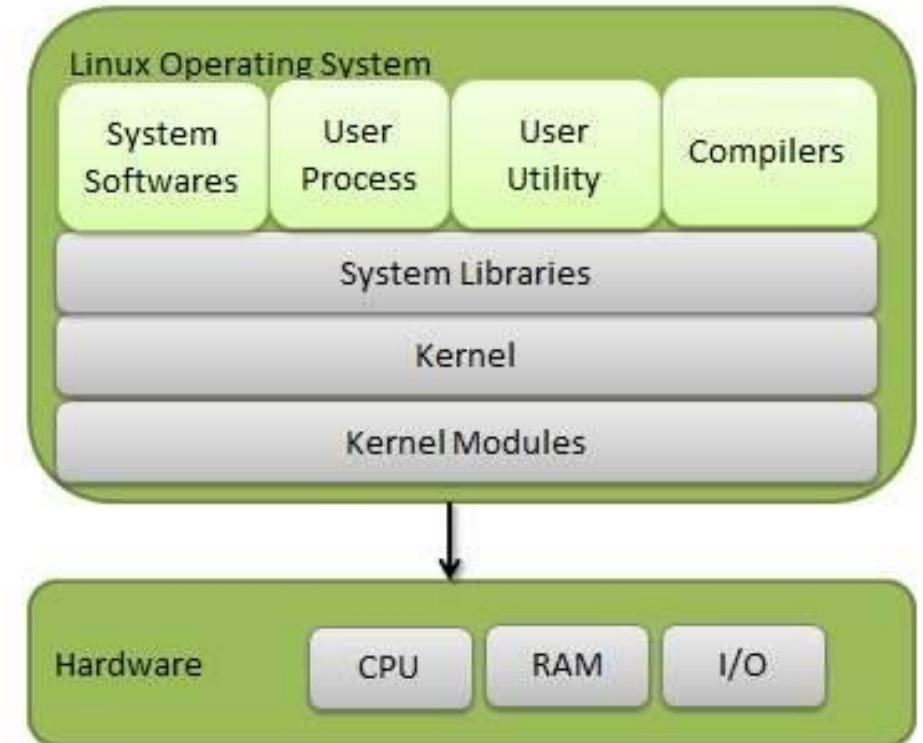 Linux Operating System
System
Softwares
User
Process
User
Utility
Compilers
System Libraries
Kernel
Kernel Modules
Hardware
CPU
RAM
I/O